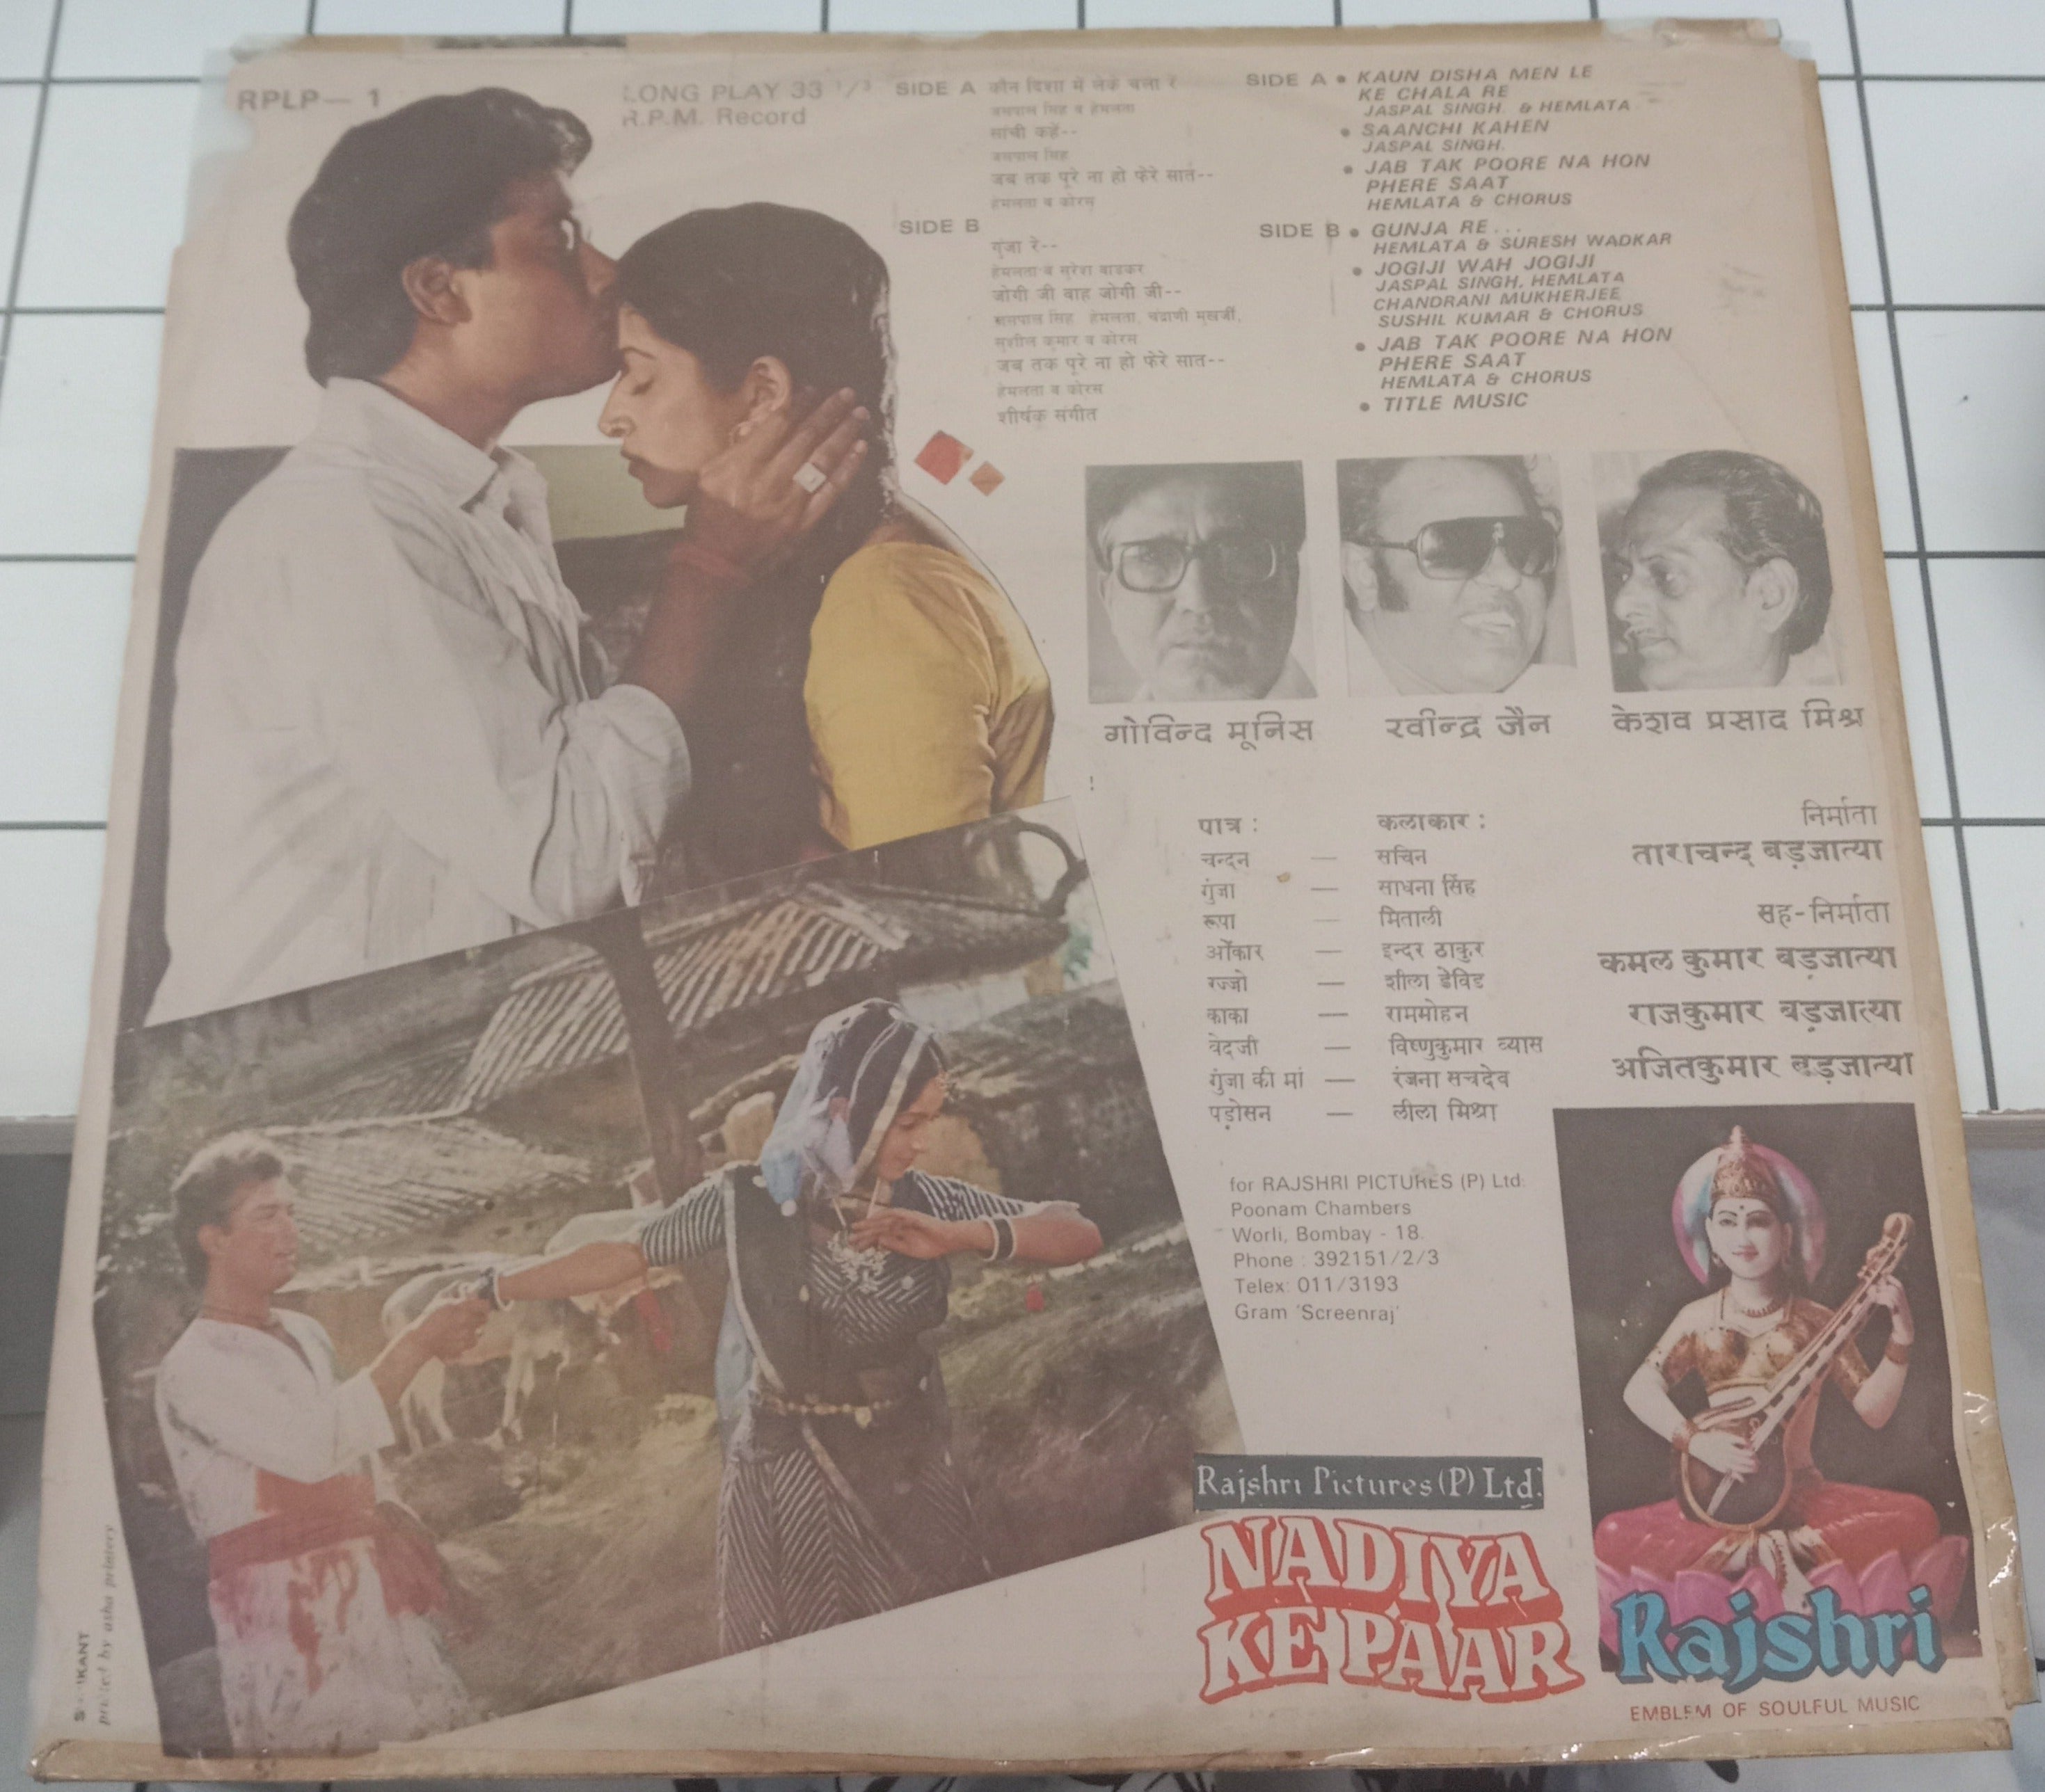 RPLP— 1
LONG PLAY 33 1/3
R.P.M. Record
SIDE A कौन दिशा में लेके चला रे
जसपाल सिंह व हेमलता
सांची कहें--
जसपाल सिंह
जब तक पूरे ना हो फेरे सात--
हेमलता व कोरस
SIDE B
गूंजा रे--
हेमलता व सुरेश वाडकर
जोगी जी वाह जोगी जी--
जसपाल सिंह हेमलता, चंद्राणी मुखर्जी,
सुशील कुमार व कोरस
जब तक पूरे ना हो फेरे सात--
हेमलता व कोरस
शीर्षक संगीत
SIDE A • KAUN DISHA MEN LE
KE CHALA RE
JASPAL SINGH. & HEMLATA
• SAANCHI KAHEN
JASPAL SINGH.
• JAB TAK POORE NA HON
PHERE SAAT
HEMLATA & CHORUS
SIDE B • GUNJA RE...
HEMLATA & SURESH WADKAR
• JOGIJI WAH JOGIJI
JASPAL SINGH, HEMLATA
CHANDRANI MUKHERJEE
SUSHIL KUMAR & CHORUS
• JAB TAK POORE NA HON
PHERE SAAT
HEMLATA & CHORUS
• TITLE MUSIC
गोविन्द मूनिस
रवीन्द्र जैन
केशव प्रसाद मिश्र
पात्र : कलाकार :
चन्दन — सचिन
गुंजा — साधना सिंह
रूपा — मिताली
ओंकार — इन्दर ठाकुर
रज्जो — शीला डेविड
काका — राममोहन
वेदजी — विष्णुकुमार व्यास
गुंजा की मां — रंजना सचदेव
पड़ोसन — लीला मिश्रा
निर्माता
ताराचन्द बड़जात्या
सह-निर्माता
कमल कुमार बड़जात्या
राजकुमार बड़जात्या
अजितकुमार बड़जात्या
for RAJSHRI PICTURES (P) Ltd.
Poonam Chambers
Worli, Bombay - 18.
Phone : 392151/2/3
Telex: 011/3193
Gram 'Screenraj'
Rajshri Pictures (P) Ltd.
NADIYA
KE PAAR
Rajshri
EMBLEM OF SOULFUL MUSIC
printed by asha printery